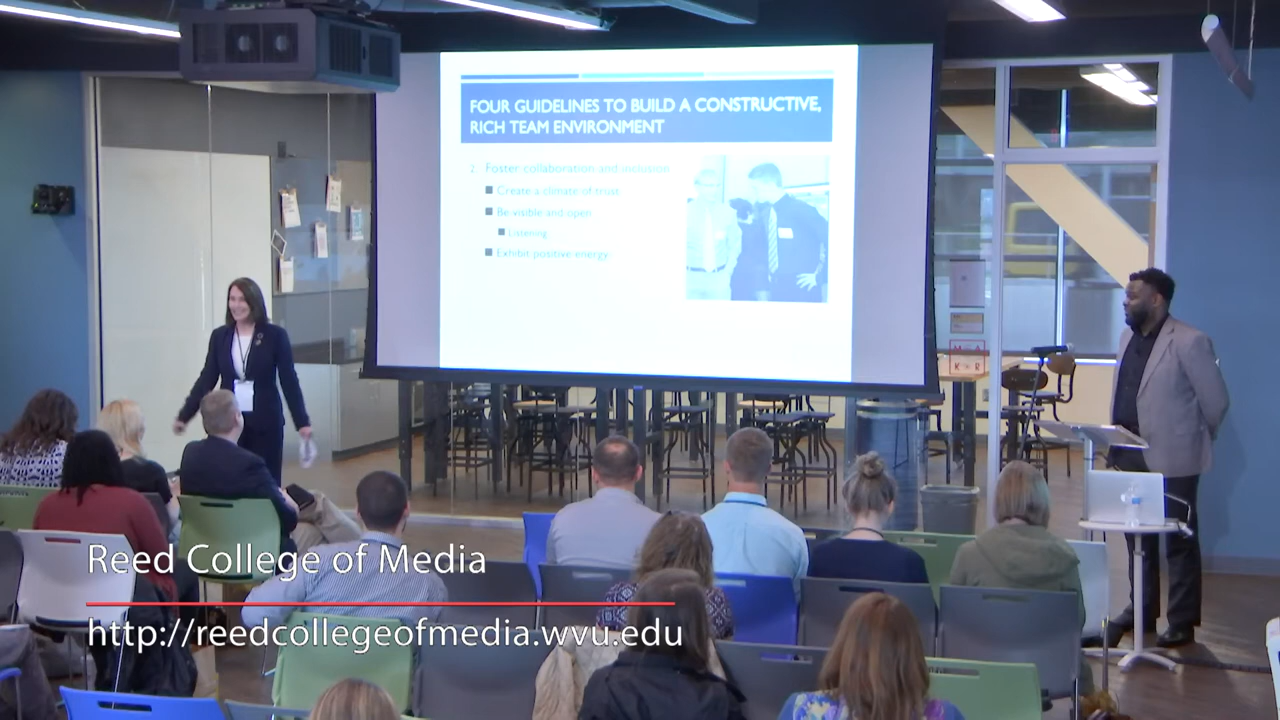 FOUR GUIDELINES TO BUILD A CONSTRUCTIVE,
RICH TEAM ENVIRONMENT
2. Foster collaboration and inclusion
Create a climate of trust
Be visible and open
Listening
Exhibit positive energy
Reed College of Media
http://reedcollegeofmedia.wvu.edu